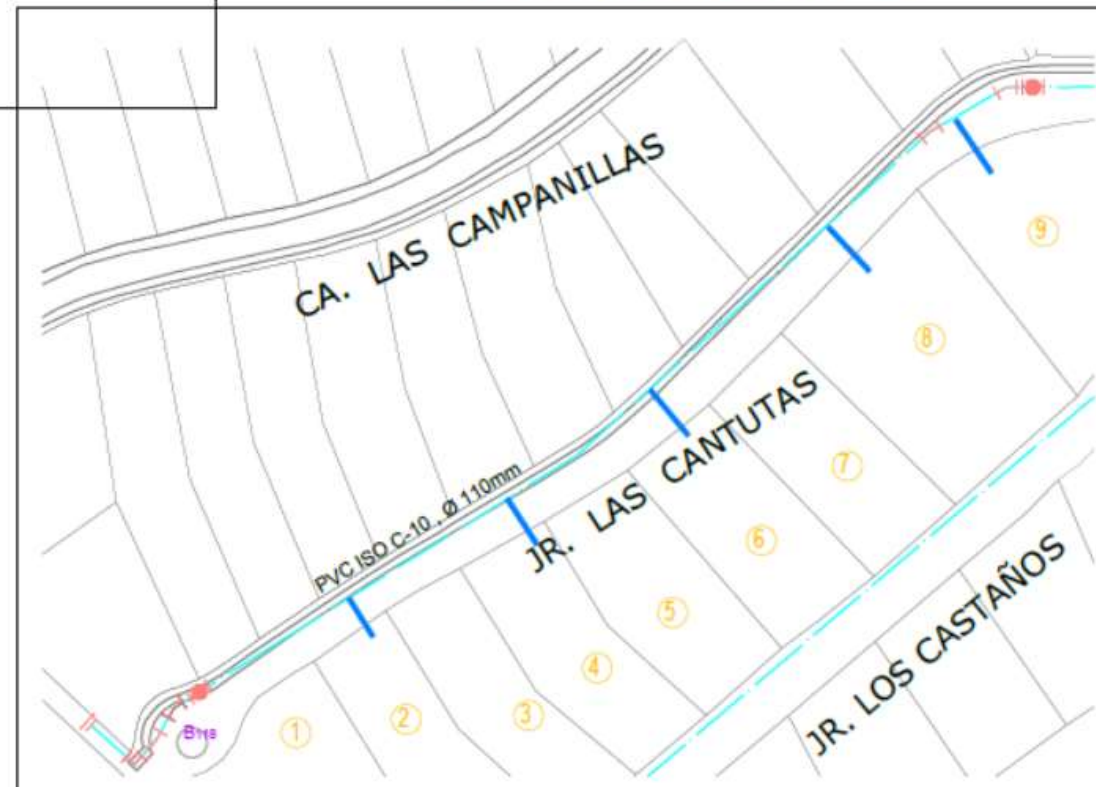 CA. LAS CAMPANILLAS
9
8
PVC ISO C-10 , Ø 110mm
JR. LAS CANTUTAS
7
6
5
4
JR. LOS CASTAÑOS
3
2
1
B118